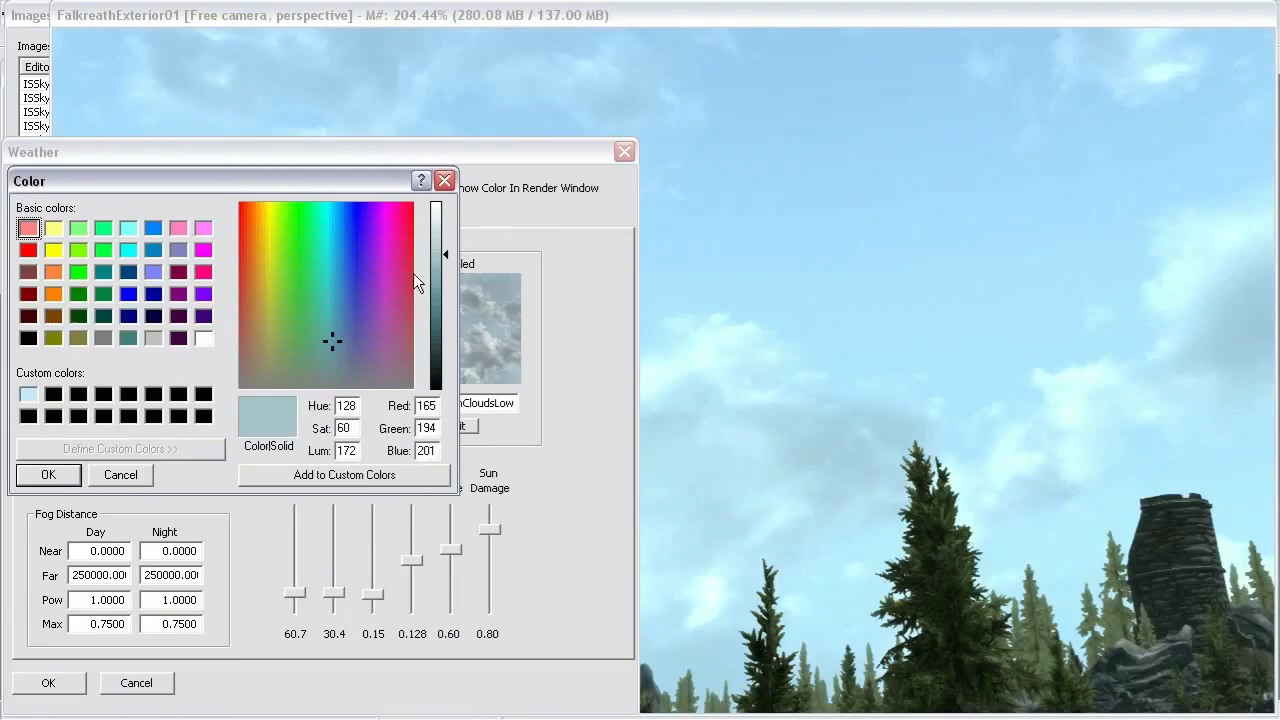 Images
FalkreathExterior01 [Free camera, perspective] - M#: 204.44% (280.08 MB / 137.00 MB)
Images
Edito
ISSky
ISSky
ISSky
ISSky
Weather
Color
how Color In Render Window
Basic colors:
led
Custom colors:
Hue: 128
Red: 165
nCloudsLow
Sat: 60
Green: 194
Define Custom Colors >>
it
Color|Solid
Lum: 172
Blue: 201
OK
Cancel
Add to Custom Colors
Sun
Damage
Fog Distance
Day
Night
Near
0.0000
0.0000
Far
250000.00
250000.00
Pow
1.0000
1.0000
Max
0.7500
0.7500
60.7
30.4
0.15
0.128
0.60
0.80
OK
Cancel